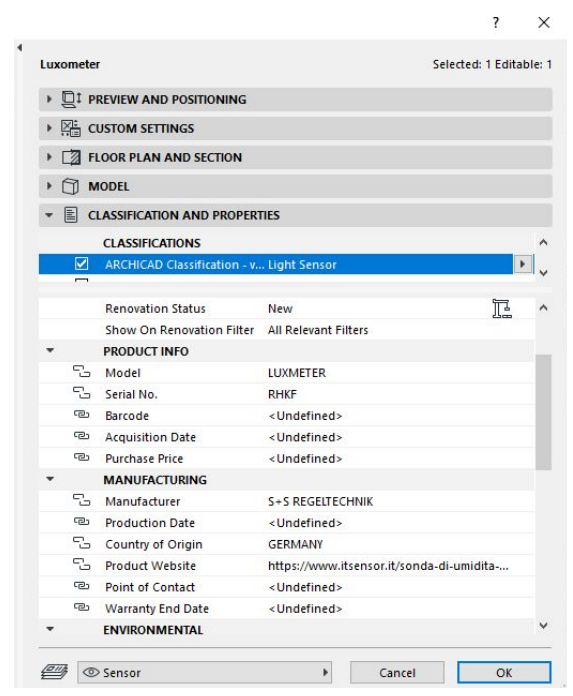 ?
Luxometer Selected: 1 Editable: 1
PREVIEW AND POSITIONING
CUSTOM SETTINGS
FLOOR PLAN AND SECTION
MODEL
CLASSIFICATION AND PROPERTIES
CLASSIFICATIONS
ARCHICAD Classification - v... Light Sensor
Renovation Status New
Show On Renovation Filter All Relevant Filters
PRODUCT INFO
Model LUXMETER
Serial No. RHKF
Barcode <Undefined>
Acquisition Date <Undefined>
Purchase Price <Undefined>
MANUFACTURING
Manufacturer S+S REGELTECHNIK
Production Date <Undefined>
Country of Origin GERMANY
Product Website https://www.itsensor.it/sonda-di-umidita-...
Point of Contact <Undefined>
Warranty End Date <Undefined>
ENVIRONMENTAL
Sensor Cancel OK